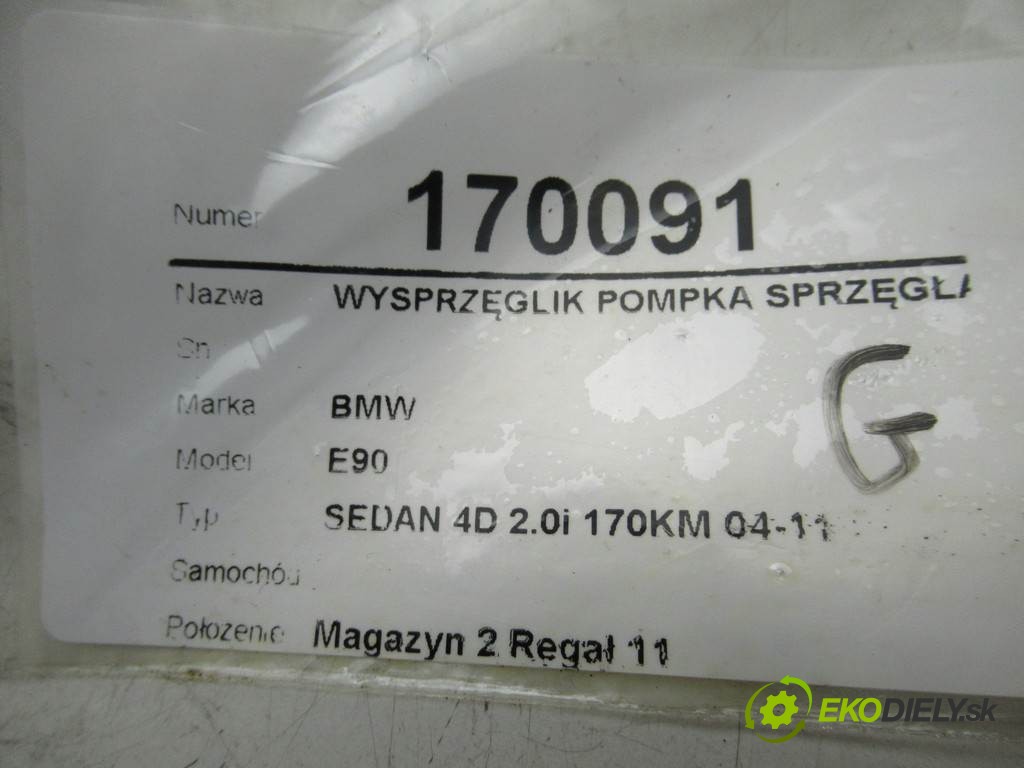 Numer 170091
Nazwa WYSPRZĘGLIK POMPKA SPRZĘGŁA
Sn
Marka BMW
Model E90
Typ SEDAN 4D 2.0i 170KM 04-11
Samochód
Położenie Magazyn 2 Regał 11
G
EKODIELY.sk